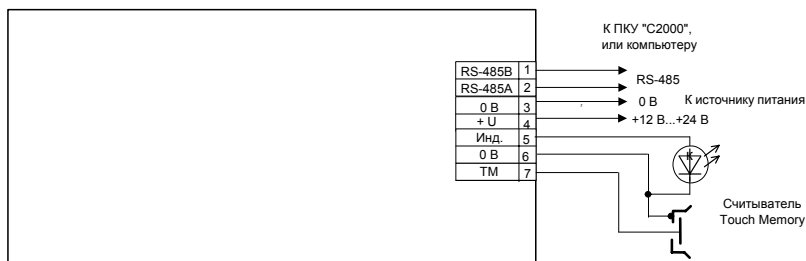 К ПКУ "С2000",
или компьютеру
RS-485B 1
RS-485A 2
0 В 3
+ U 4
Инд. 5
0 В 6
ТМ 7
RS-485
0 В
К источнику питания
+12 В...+24 В
К
Считыватель
Touch Memory